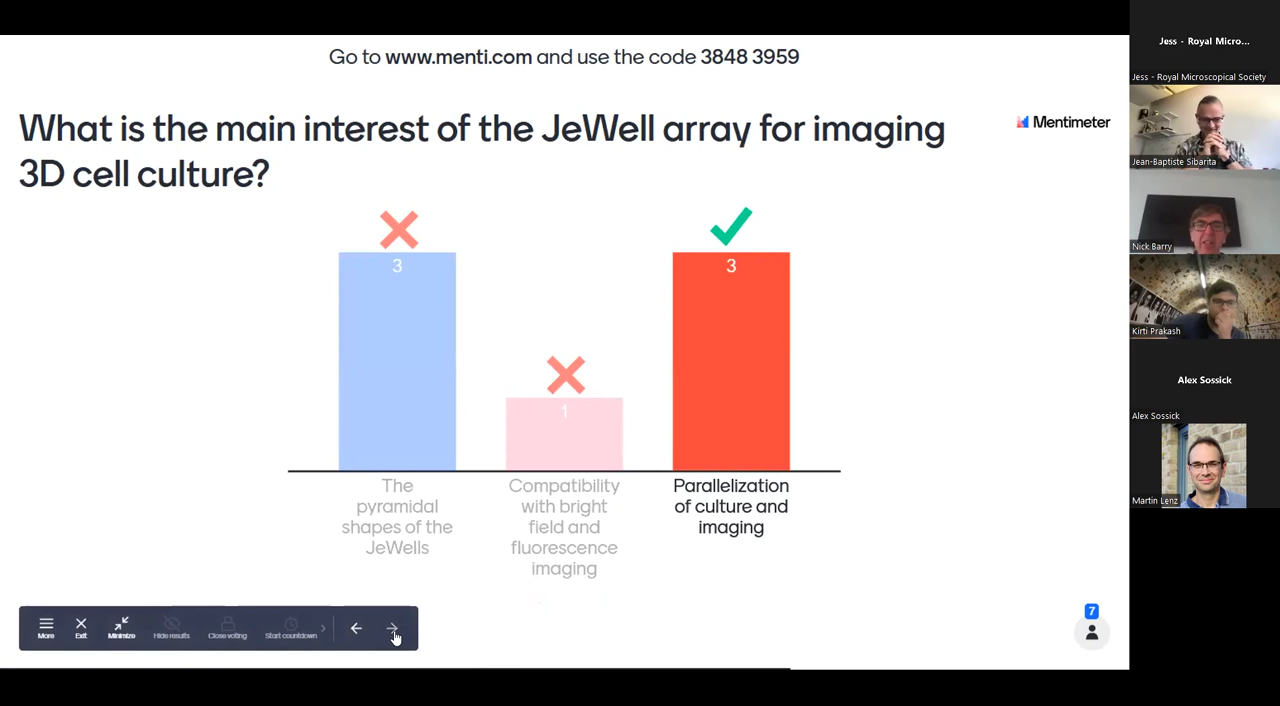 Go to www.menti.com and use the code 3848 3959
What is the main interest of the JeWell array for imaging
3D cell culture?
Mentimeter
3
1
3
The
pyramidal
shapes of the
JeWells
Compatibility
with bright
field and
fluorescence
imaging
Parallelization
of culture and
imaging
More
Exit
Minimize
Hide results
Close voting
Start countdown
7
Jess - Royal Micro...
Jess - Royal Microscopical Society
Jean-Baptiste Sibarita
Nick Barry
Kirti Prakash
Alex Sossick
Alex Sossick
Martin Lenz